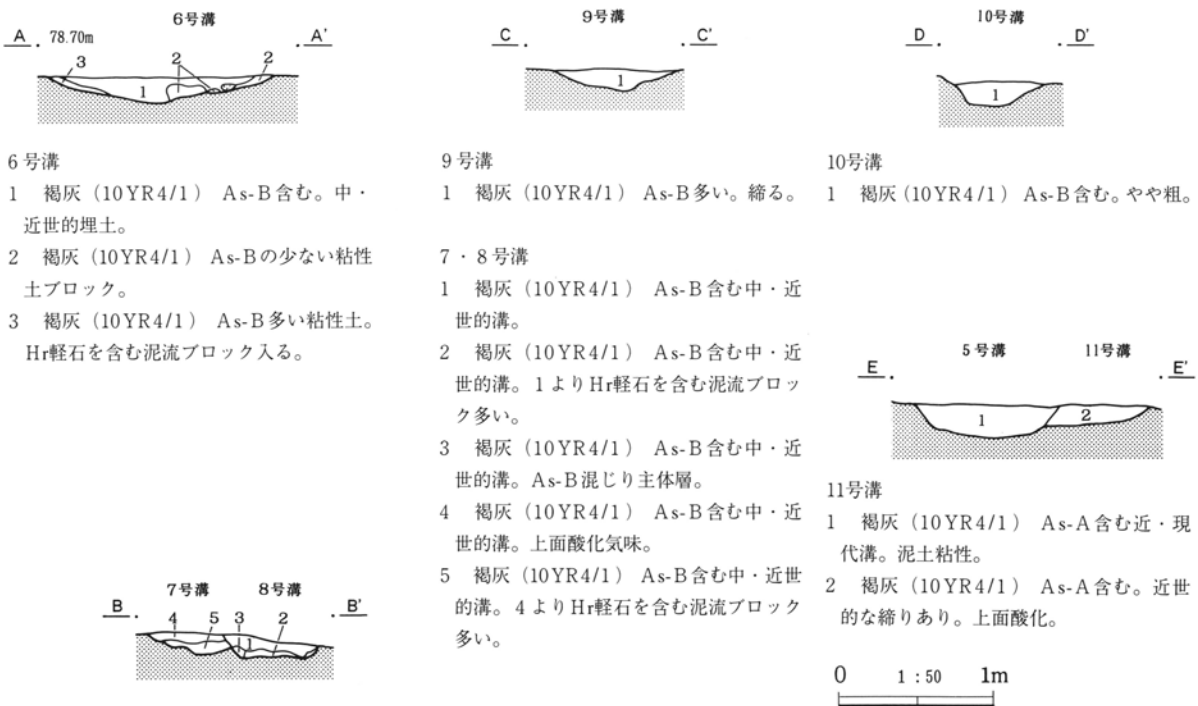 6号溝
A . 78.70m . A'
3 2 2
1
6号溝
1 褐灰（10YR4/1） As-B含む。中・
近世的埋土。
2 褐灰（10YR4/1） As-Bの少ない粘性
土ブロック。
3 褐灰（10YR4/1） As-B多い粘性土。
Hr軽石を含む泥流ブロック入る。
7号溝 8号溝
B . . B'
4 5 3 2
1
9号溝
C . . C'
1
9号溝
1 褐灰（10YR4/1） As-B多い。締る。
7・8号溝
1 褐灰（10YR4/1） As-B含む中・近
世的溝。
2 褐灰（10YR4/1） As-B含む中・近
世的溝。1よりHr軽石を含む泥流ブロッ
ク多い。
3 褐灰（10YR4/1） As-B含む中・近
世的溝。As-B混じり主体層。
4 褐灰（10YR4/1） As-B含む中・近
世的溝。上面酸化気味。
5 褐灰（10YR4/1） As-B含む中・近世
的溝。4よりHr軽石を含む泥流ブロック
多い。
10号溝
D . . D'
1
10号溝
1 褐灰（10YR4/1） As-B含む。やや粗。
5号溝 11号溝
E . . E'
1 2
11号溝
1 褐灰（10YR4/1） As-A含む近・現
代溝。泥土粘性。
2 褐灰（10YR4/1） As-A含む。近世
的な締りあり。上面酸化。
0 1:50 1m